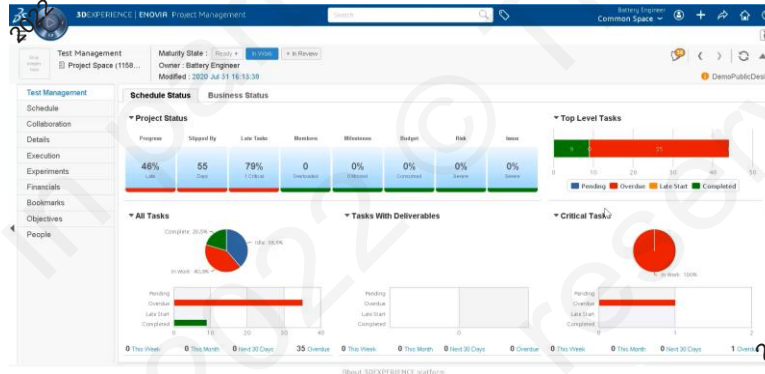 3DEXPERIENCE | ENOVIA Project Management
Search
Battery Engineer
Common Space
Test Management
Project Space (1158...
Maturity State : Ready In Work In Review
Owner : Battery Engineer
Modified : 2020 Jul 31 16:13:38
DemoPublicDesi
Test Management
Schedule
Collaboration
Details
Execution
Experiments
Financials
Bookmarks
Objectives
People
Schedule Status Business Status
Project Status
Progress Slipped By Late Tasks Members Milestones Budget Risk Issue
46% 55 79% 0 0% 0% 0% 0%
Late Days 1 Critical Overloaded Consumed Severe Severe
Top Level Tasks
9 0 35
0 10 20 30 40 50
Pending Overdue Late Start Completed
All Tasks
Complete: 20.5%
In Work: 40.9%
Pending
Overdue
Late Start
Completed
0 10 20 30 40
0 This Week 0 This Month 0 Next 30 Days 35 Overdue
Tasks With Deliverables
Pending
Overdue
Late Start
Completed
0
0 This Week 0 This Month 0 Next 30 Days 0 Overdue
Critical Tasks
In Work: 100%
Pending
Overdue
Late Start
Completed
0 1 2
0 This Week 0 This Month 0 Next 30 Days 1 Overdue
About 3DEXPERIENCE platform
2022